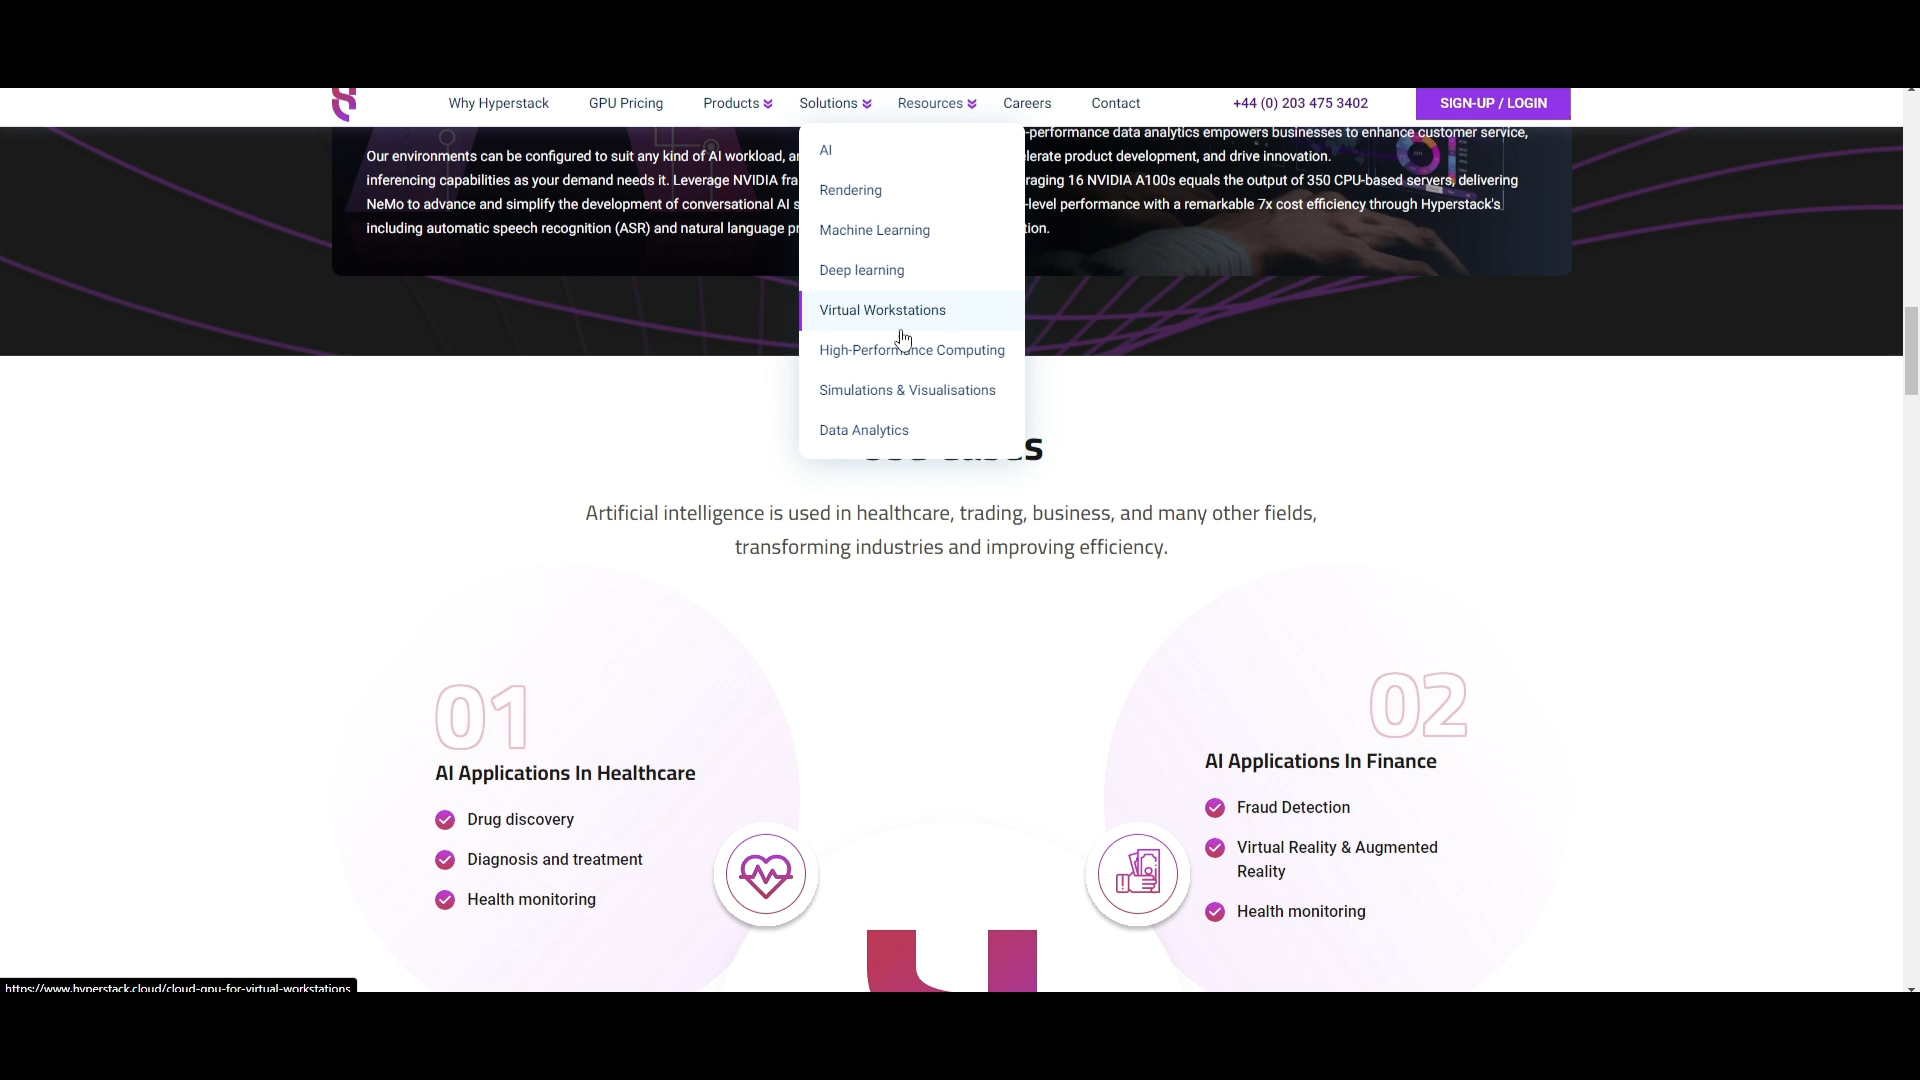 Why Hyperstack GPU Pricing Products Solutions Resources Careers Contact +44 (0) 203 475 3402 SIGN-UP / LOGIN
AI
Rendering
Machine Learning
Deep learning
Virtual Workstations
High-Performance Computing
Simulations & Visualisations
Data Analytics
Our environments can be configured to suit any kind of AI workload,
inferencing capabilities as your demand needs it. Leverage NVIDIA
NeMo to advance and simplify the development of conversational AI
including automatic speech recognition (ASR) and natural language
-performance data analytics empowers businesses to enhance customer service,
product development, and drive innovation.
16 NVIDIA A100s equals the output of 350 CPU-based servers, delivering
-level performance with a remarkable 7x cost efficiency through Hyperstack's
Artificial intelligence is used in healthcare, trading, business, and many other fields,
transforming industries and improving efficiency.
01
AI Applications In Healthcare
Drug discovery
Diagnosis and treatment
Health monitoring
02
AI Applications In Finance
Fraud Detection
Virtual Reality & Augmented
Reality
Health monitoring
https://www.hyperstack.cloud/cloud-gpu-for-virtual-workstations